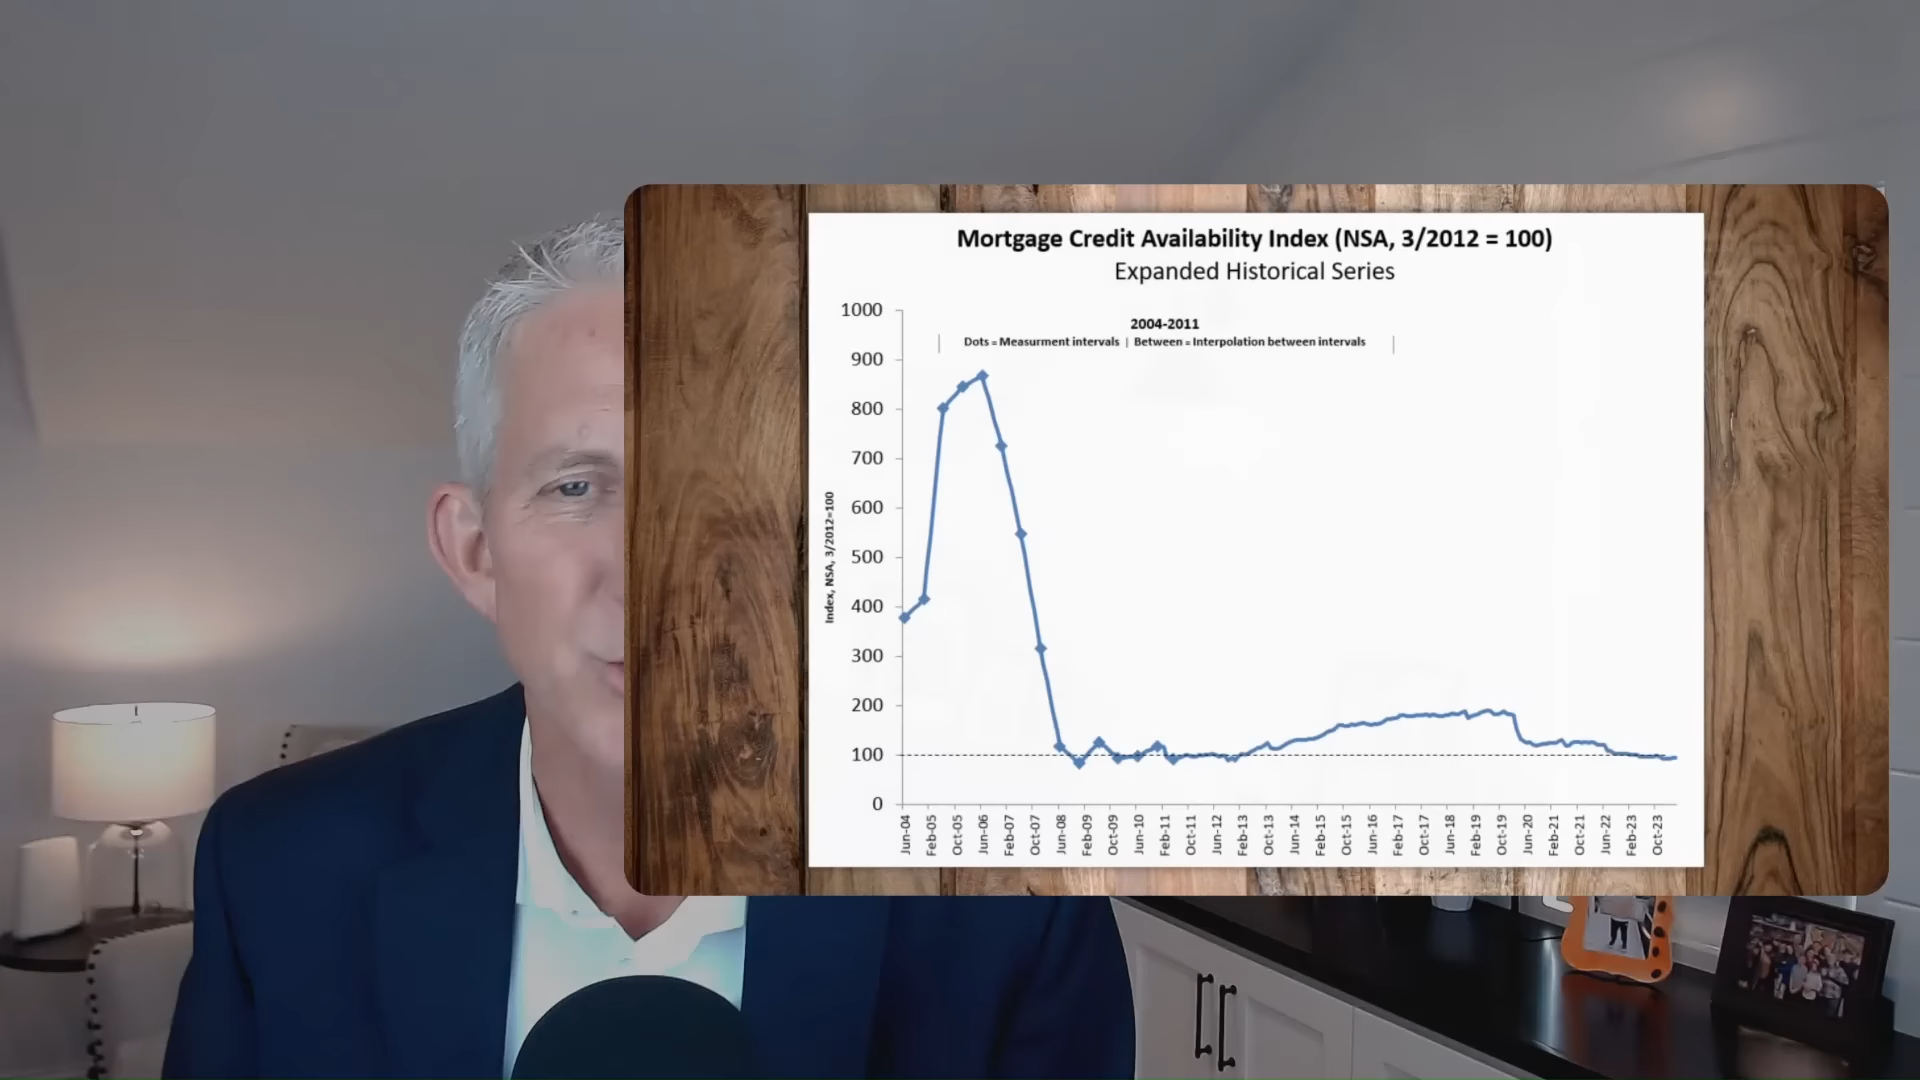 Mortgage Credit Availability Index (NSA, 3/2012 = 100)
Expanded Historical Series
2004-2011
Dots = Measurment intervals | Between = Interpolation between intervals
Index, NSA, 3/2012=100
1000
900
800
700
600
500
400
300
200
100
0
Jun-04
Feb-05
Oct-05
Jun-06
Feb-07
Oct-07
Jun-08
Feb-09
Oct-09
Jun-10
Feb-11
Oct-11
Jun-12
Feb-13
Oct-13
Jun-14
Feb-15
Oct-15
Jun-16
Feb-17
Oct-17
Jun-18
Feb-19
Oct-19
Jun-20
Feb-21
Oct-21
Jun-22
Feb-23
Oct-23